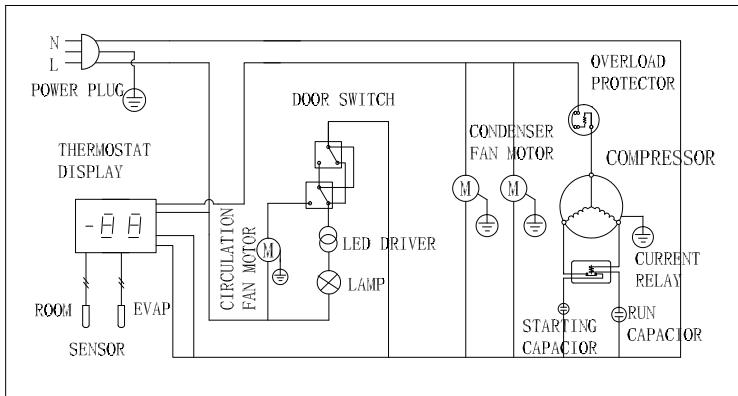 N
L
POWER PLUG
OVERLOAD
PROTECTOR
DOOR SWITCH
THERMOSTAT
DISPLAY
CONDENSER
FAN MOTOR
COMPRESSOR
M
M
M
CIRCULATION
FAN MOTOR
LED DRIVER
LAMP
CURRENT
RELAY
ROOM
EVAP
SENSOR
STARTING
CAPACIOR
RUN
CAPACIOR